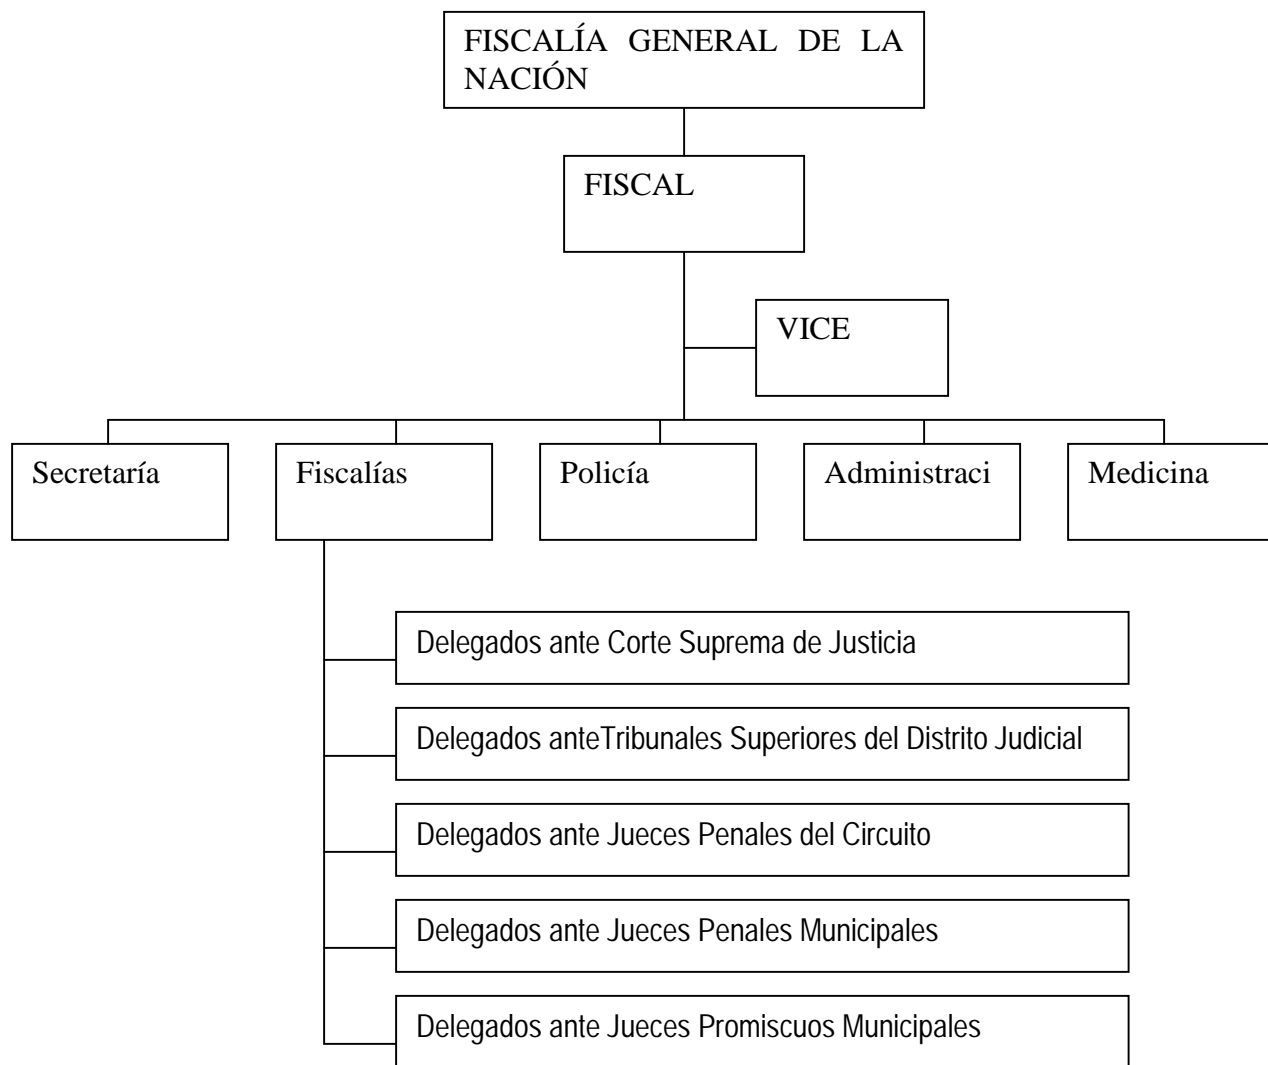 FISCALÍA GENERAL DE LA
NACIÓN
FISCAL
VICE
Secretaría
Fiscalías
Policía
Administraci
Medicina
Delegados ante Corte Suprema de Justicia
Delegados anteTribunales Superiores del Distrito Judicial
Delegados ante Jueces Penales del Circuito
Delegados ante Jueces Penales Municipales
Delegados ante Jueces Promiscuos Municipales